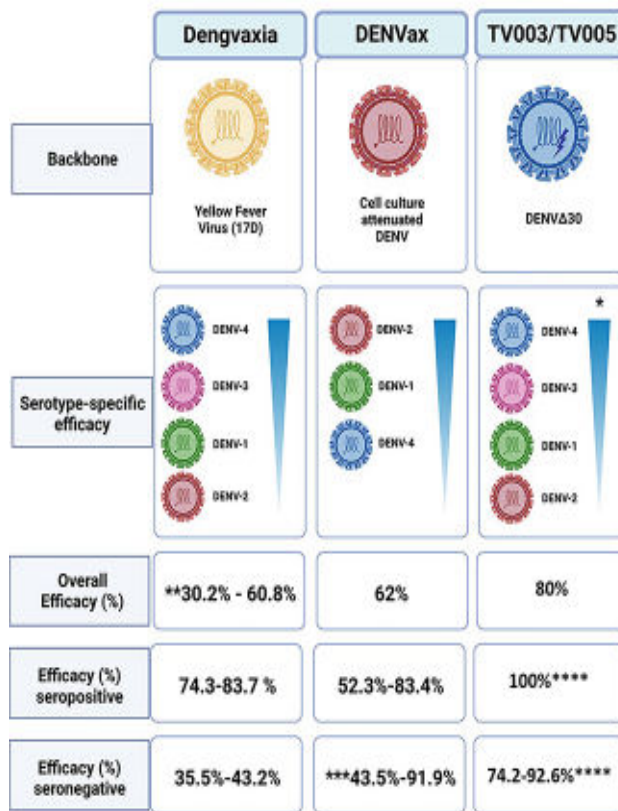 Dengvaxia
DENVax
TV003/TV005
Backbone
Yellow Fever
Virus (17D)
Cell culture
attenuated
DENV
DENVΔ30
Serotype-specific
efficacy
DENV-4
DENV-3
DENV-1
DENV-2
DENV-2
DENV-1
DENV-4
*
DENV-4
DENV-3
DENV-1
DENV-2
Overall
Efficacy (%)
**30.2% - 60.8%
62%
80%
Efficacy (%)
seropositive
74.3-83.7 %
52.3%-83.4%
100%****
Efficacy (%)
seronegative
35.5%-43.2%
***43.5%-91.9%
74.2-92.6%****